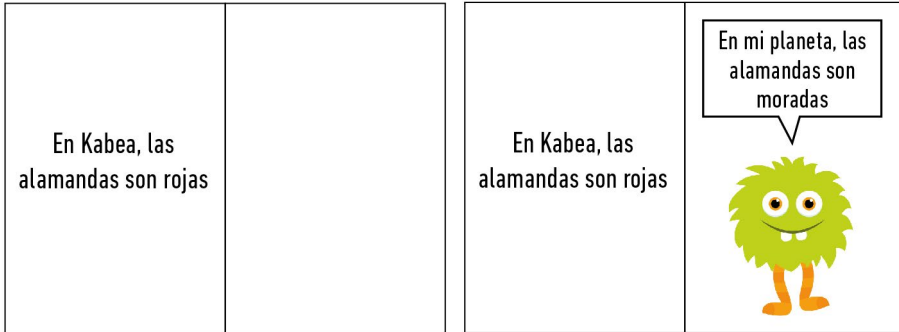 En Kabea, las
alamandas son rojas
En Kabea, las
alamandas son rojas
En mi planeta, las
alamandas son
moradas